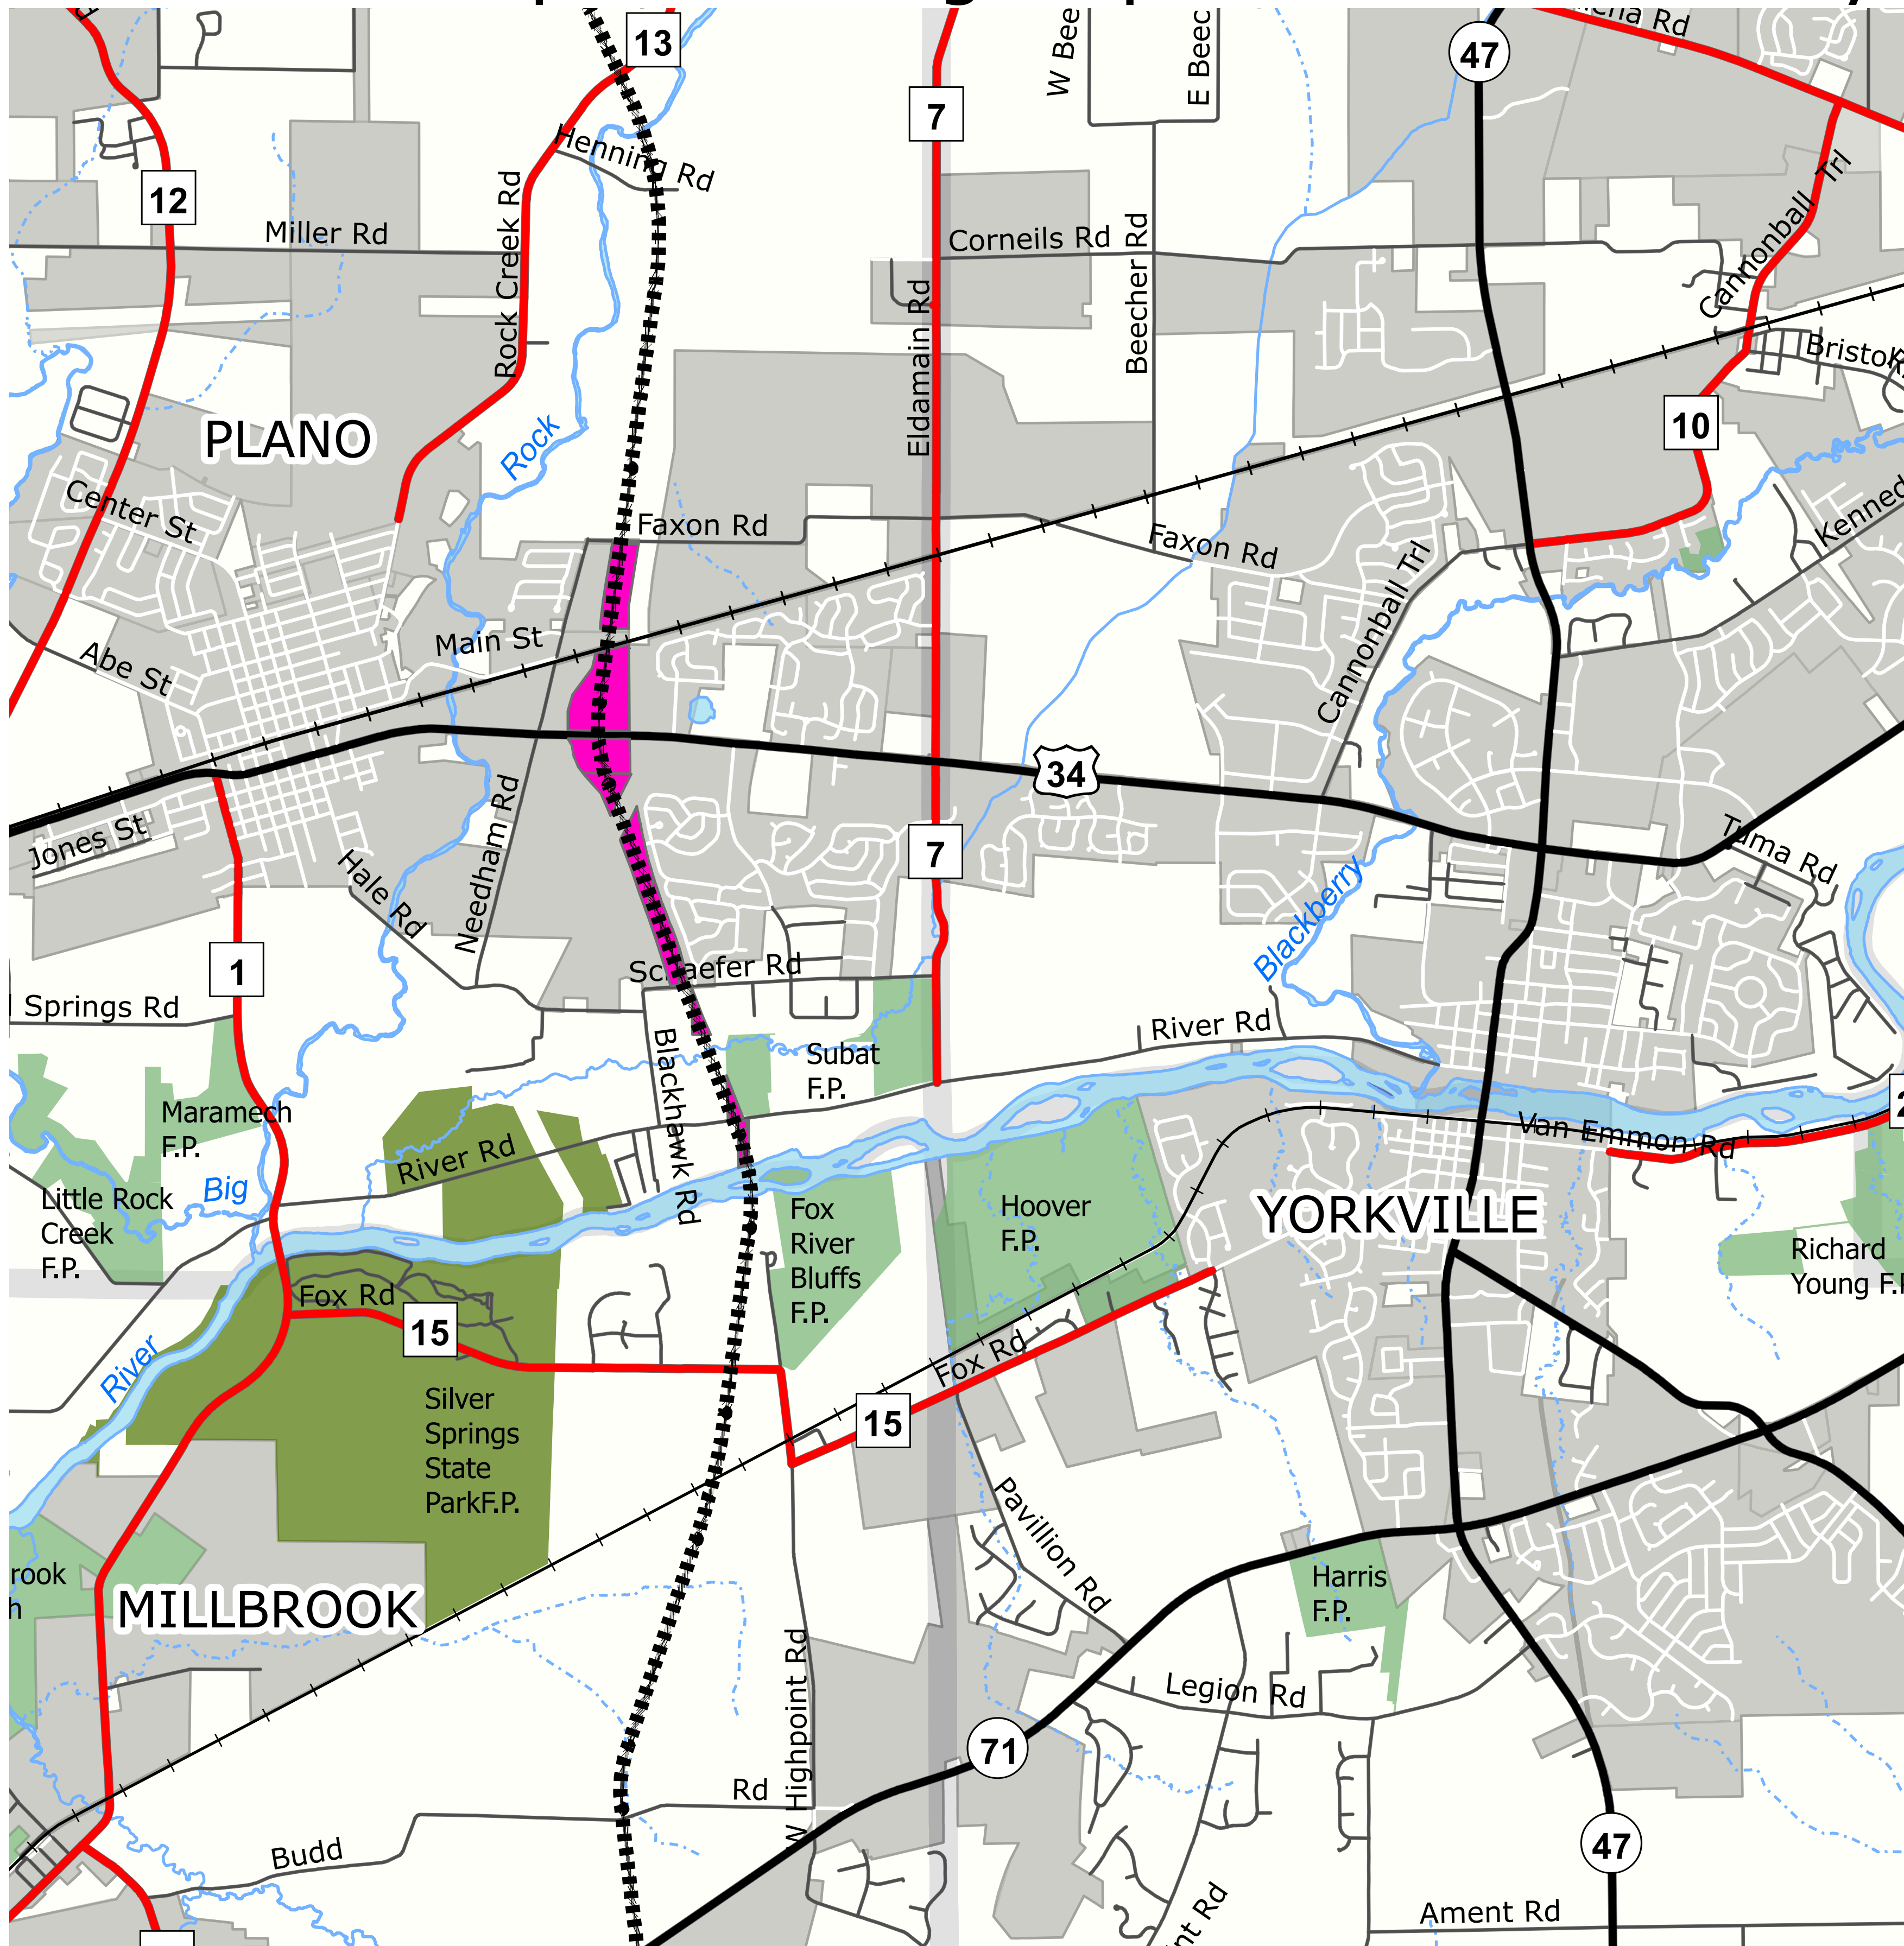 13
47
7
W Bee
E Beec
Henning Rd
12
Cannonball Trl
Rock Creek Rd
Miller Rd
Corneils Rd
Beecher Rd
Eldamain Rd
Bristol
PLANO
10
Rock
Center St
Faxon Rd
Faxon Rd
Kenned
Cannonball Trl
Main St
Abe St
34
7
Jones St
Tuma Rd
Needham Rd
Hale Rd
Blackberry
1
Schaefer Rd
Springs Rd
River Rd
Blackhawk Rd
Subat
F.P.
Maramech
F.P.
Van Emmon Rd
River Rd
Big
Little Rock
Creek
F.P.
Fox
River
Bluffs
F.P.
Hoover
F.P.
YORKVILLE
Richard
Young F.P
Fox Rd
15
River
Fox Rd
15
Silver
Springs
State
ParkF.P.
Pavillion Rd
rook
h
MILLBROOK
Harris
F.P.
W Highpoint Rd
Legion Rd
71
Rd
Budd
47
Ament Rd
nt Rd